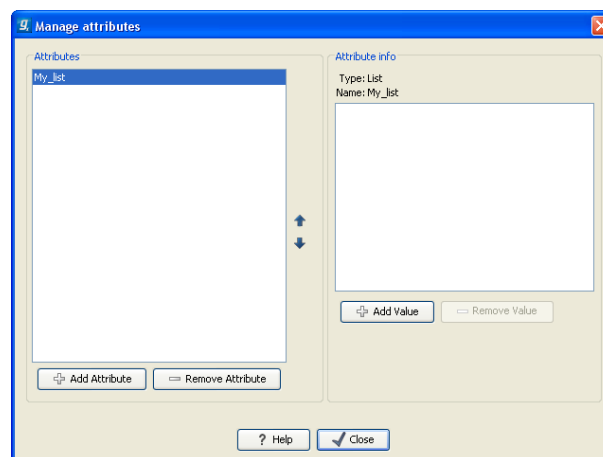 Manage attributes
Attributes
My_list
Add Attribute
Remove Attribute
Attribute info
Type: List
Name: My_list
Add Value
Remove Value
? Help
Close